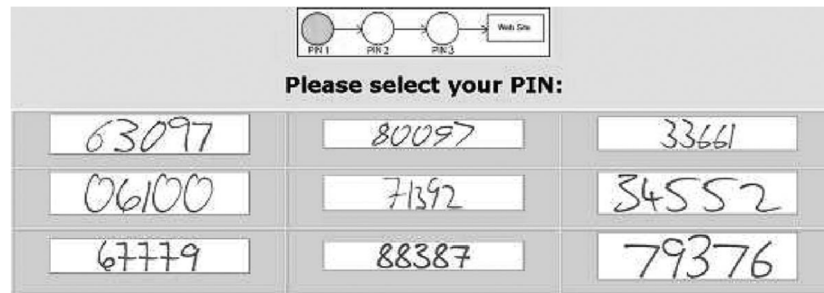 PIN 1 PIN 2 PIN 3 Web Site
Please select your PIN:
63097 80097 33661
06100 71392 34552
67779 88387 79376